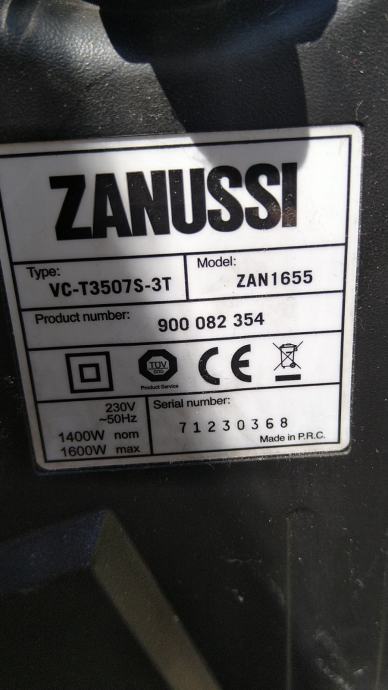 ZANUSSI
Type:
VC-T3507S-3T
Model:
ZAN1655
Product number: 900 082 354
TÜV
Product Service
CE
230V
~50Hz
1400W nom
1600W max
Serial number:
71230368
Made in P.R.C.